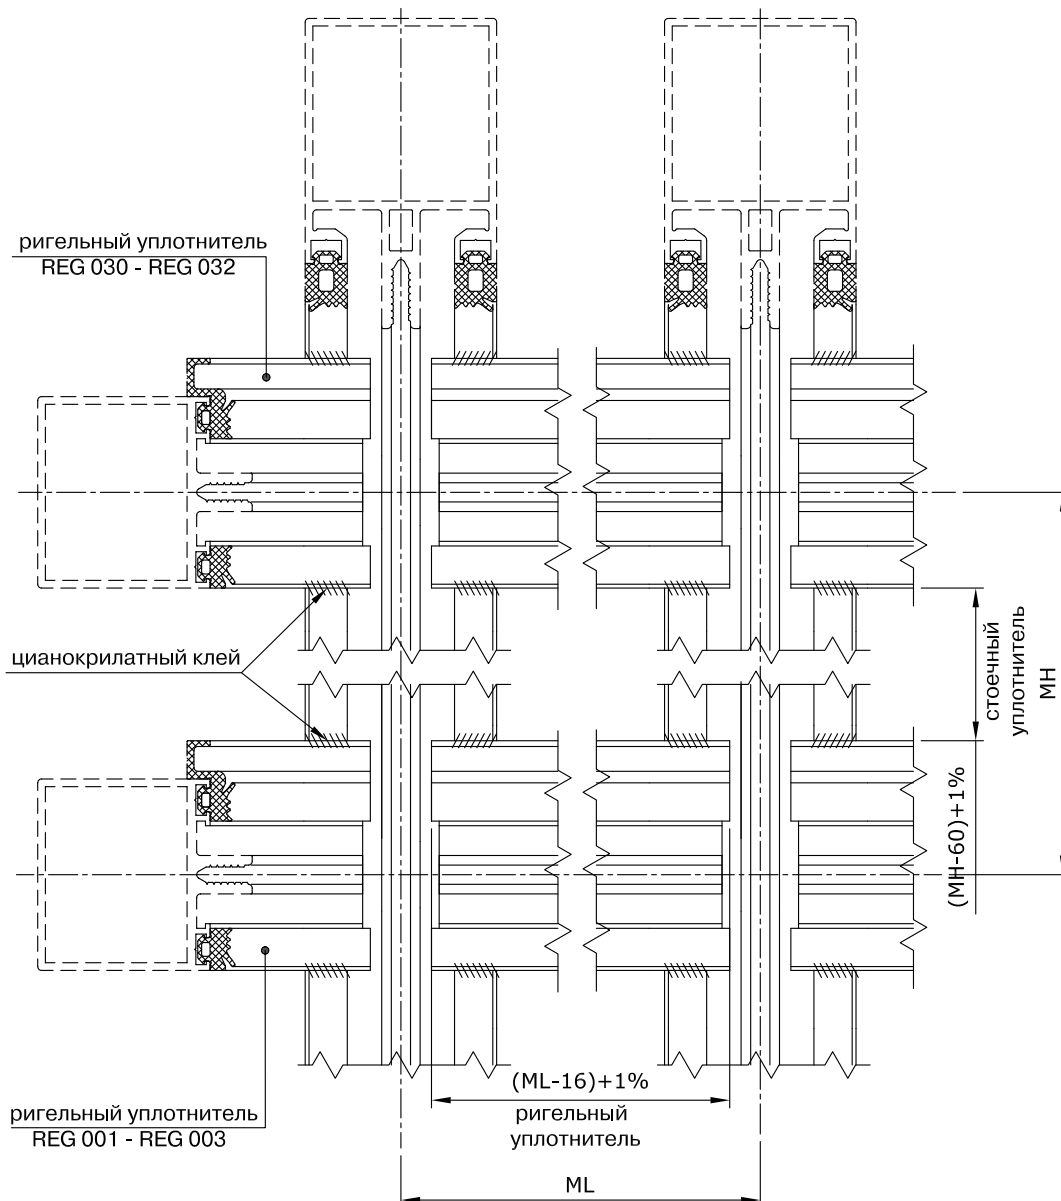 ригельный уплотнитель
REG 030 - REG 032
цианокрилатный клей
стоечный
уплотнитель
MH
(MH-60)+1%
(ML-16)+1%
ригельный
уплотнитель
ригельный уплотнитель
REG 001 - REG 003
ML